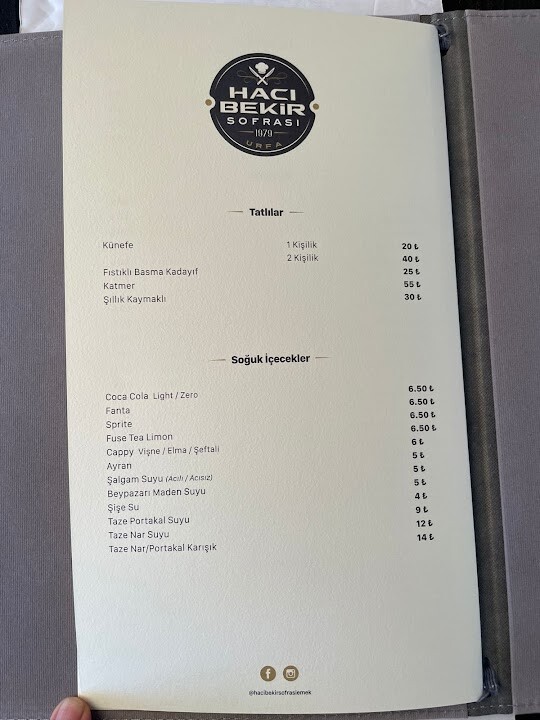 HACI
BEKİR
SOFRASI
1979
URFA
Tatlılar
Künefe 1 Kişilik 20 ₺
2 Kişilik 40 ₺
Fıstıklı Basma Kadayıf 25 ₺
Katmer 55 ₺
Şıllık Kaymaklı 30 ₺
Soğuk İçecekler
Coca Cola Light / Zero 6.50 ₺
Fanta 6.50 ₺
Sprite 6.50 ₺
Fuse Tea Limon 6.50 ₺
Cappy Vişne / Elma / Şeftali 6 ₺
Ayran 5 ₺
Şalgam Suyu (Acılı / Acısız) 5 ₺
Beypazarı Maden Suyu 5 ₺
Şişe Su 4 ₺
Taze Portakal Suyu 9 ₺
Taze Nar Suyu 12 ₺
Taze Nar/Portakal Karışık 14 ₺
@hacibekirsofrasiemek